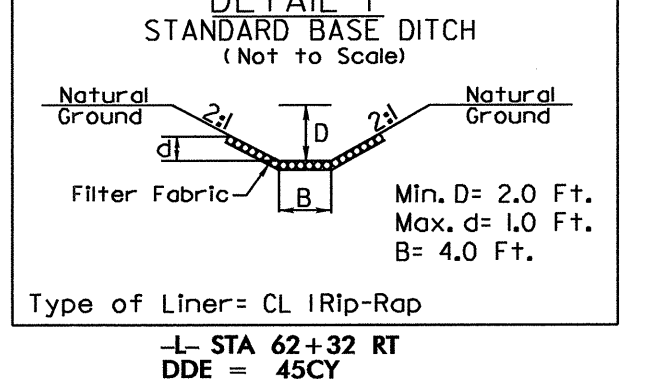 DETAIL 1
STANDARD BASE DITCH
(Not to Scale)
Natural
Ground
2:1
D
2:1
Natural
Ground
d
Filter Fabric
B
Min. D= 2.0 Ft.
Max. d= 1.0 Ft.
B= 4.0 Ft.
Type of Liner= CL I Rip-Rap
-L- STA 62+32 RT
DDE = 45CY